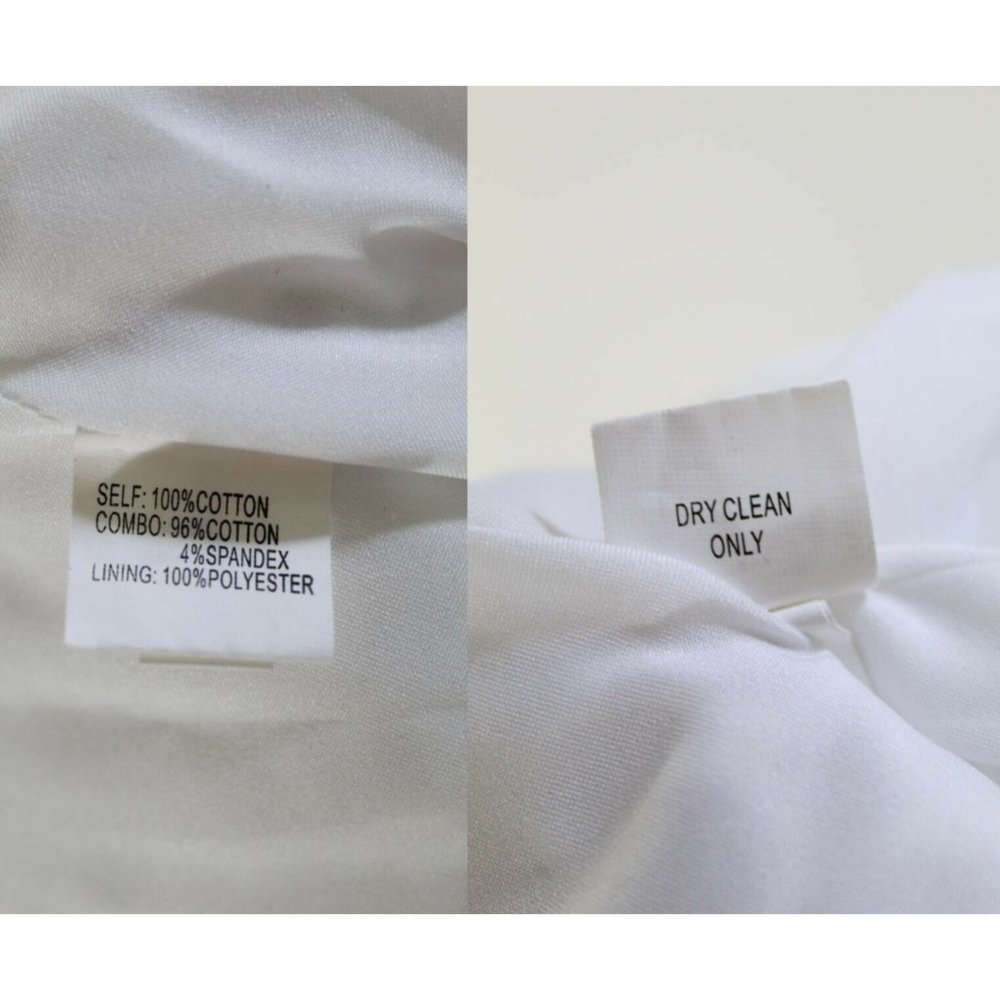 SELF: 100%COTTON
COMBO: 96%COTTON
4%SPANDEX
LINING: 100%POLYESTER
DRY CLEAN
ONLY